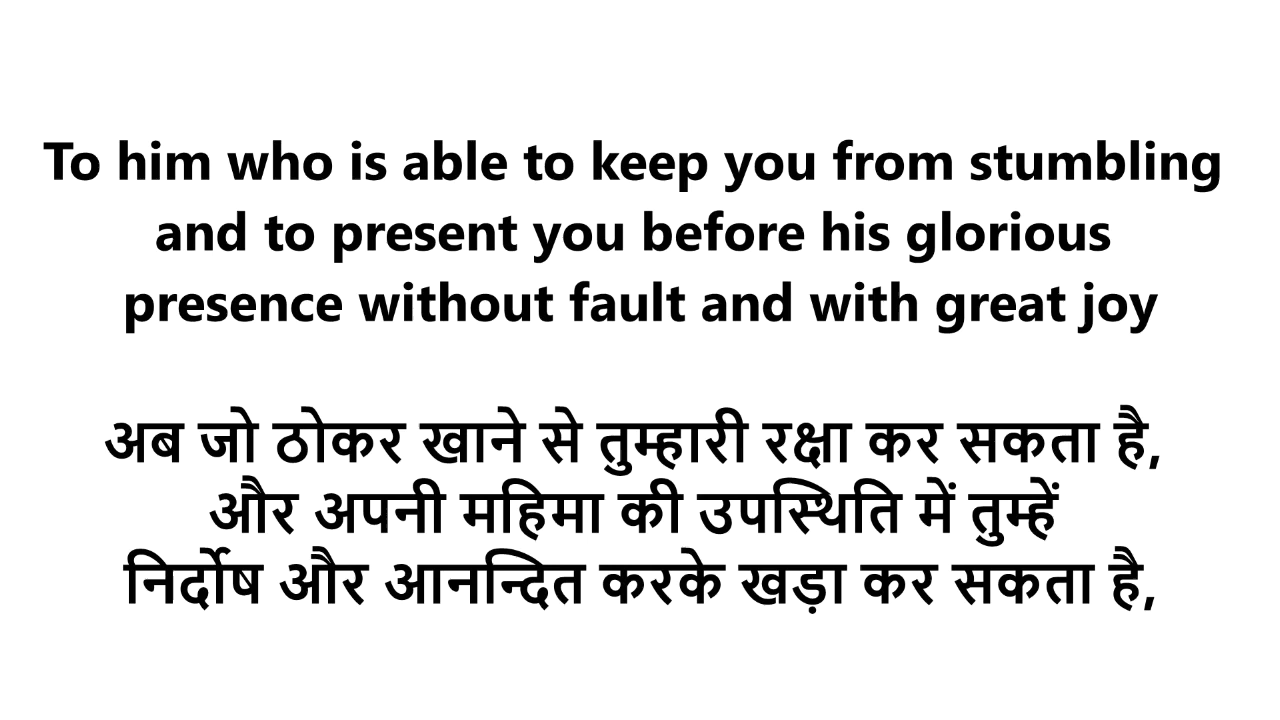 To him who is able to keep you from stumbling
and to present you before his glorious
presence without fault and with great joy
अब जो ठोकर खाने से तुम्हारी रक्षा कर सकता है,
और अपनी महिमा की उपस्थिति में तुम्हें
निर्दोष और आनन्दित करके खड़ा कर सकता है,